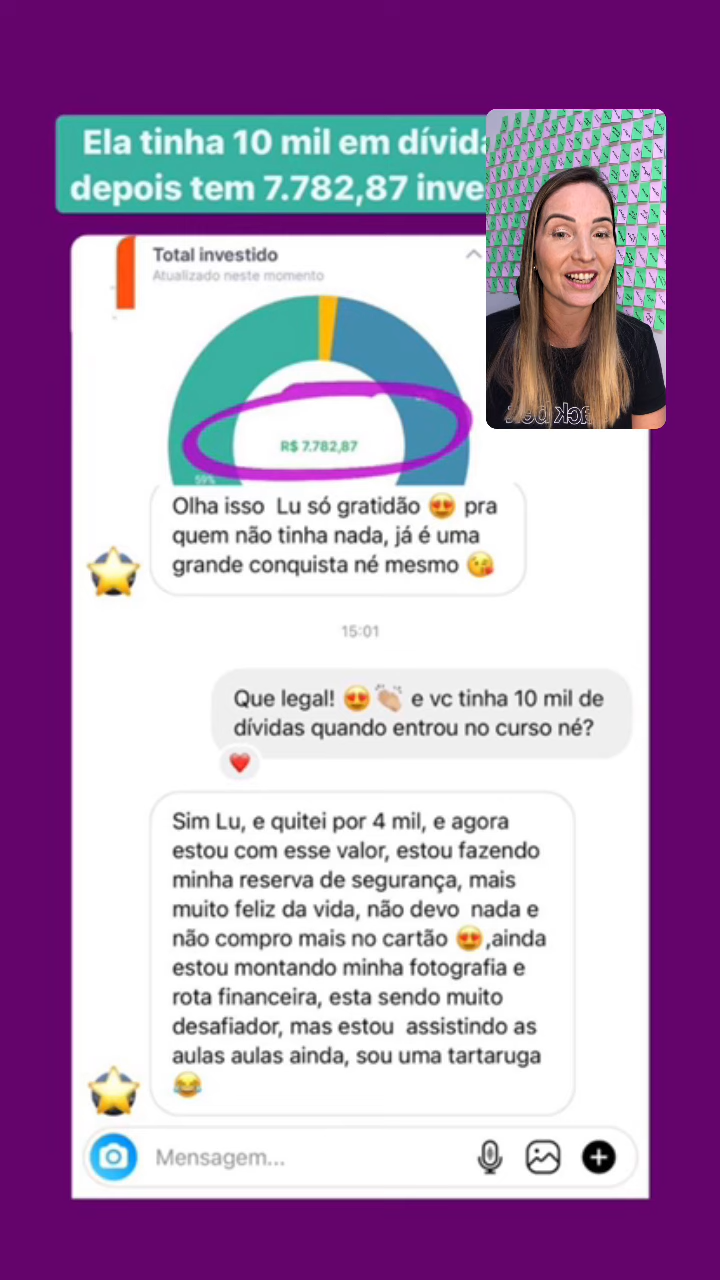 Ela tinha 10 mil em dívida
depois tem 7.782,87 inve
Total investido
Atualizado neste momento
R$ 7.782,87
59%
Olha isso Lu só gratidão 😍 pra
quem não tinha nada, já é uma
grande conquista né mesmo 😘
15:01
Que legal! 😍👏🏼 e vc tinha 10 mil de
dívidas quando entrou no curso né?
❤️
Sim Lu, e quitei por 4 mil, e agora
estou com esse valor, estou fazendo
minha reserva de segurança, mais
muito feliz da vida, não devo nada e
não compro mais no cartão 😍,ainda
estou montando minha fotografia e
rota financeira, esta sendo muito
desafiador, mas estou assistindo as
aulas aulas ainda, sou uma tartaruga
😂
Mensagem...